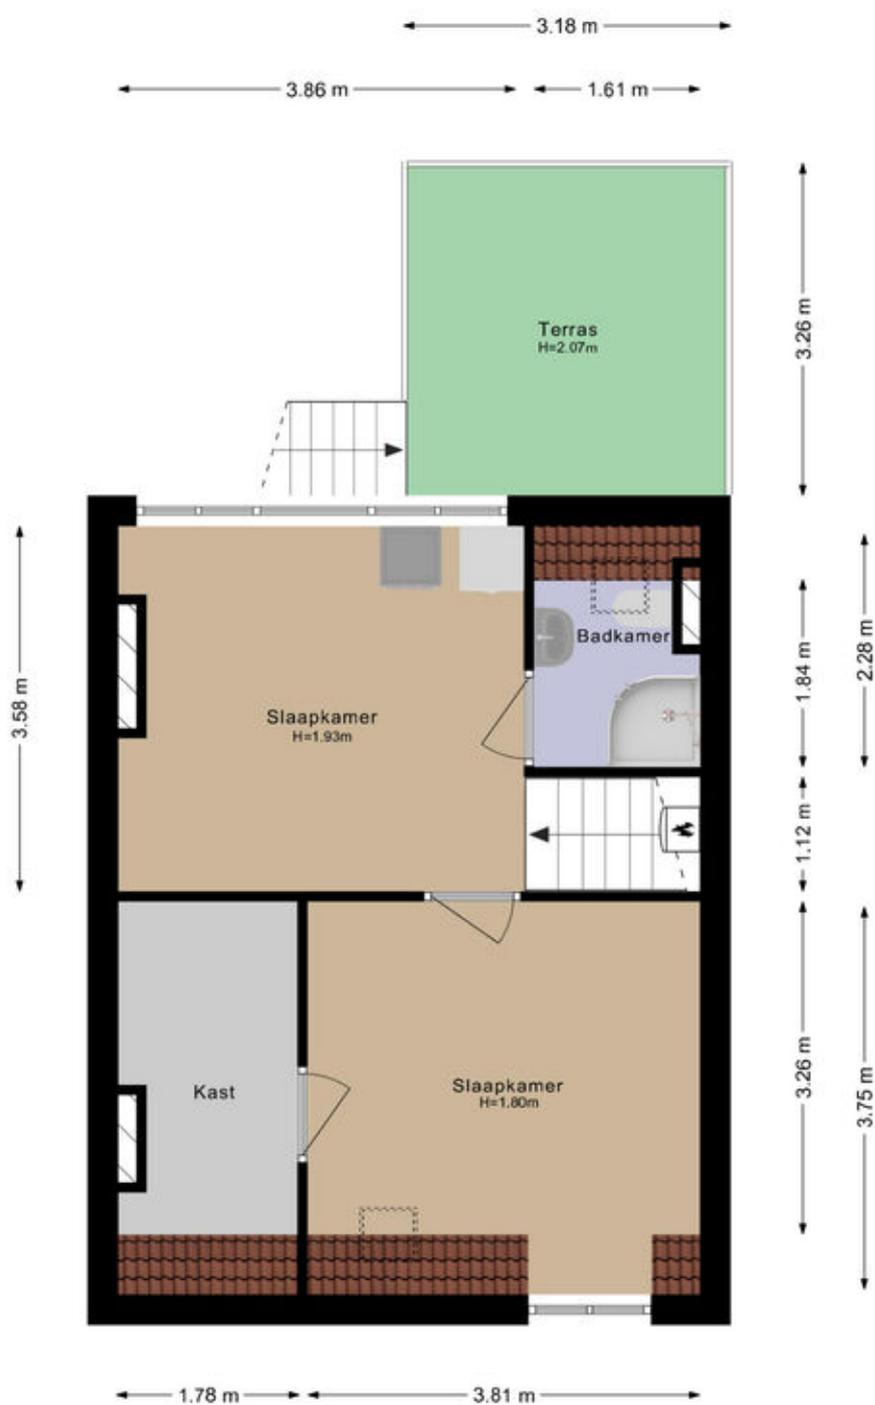 3.18 m
3.86 m
1.61 m
Terras
H=2.07m
3.26 m
Badkamer
1.84 m
2.28 m
3.58 m
Slaapkamer
H=1.93m
1.12 m
Kast
Slaapkamer
H=1.80m
3.26 m
3.75 m
1.78 m
3.81 m